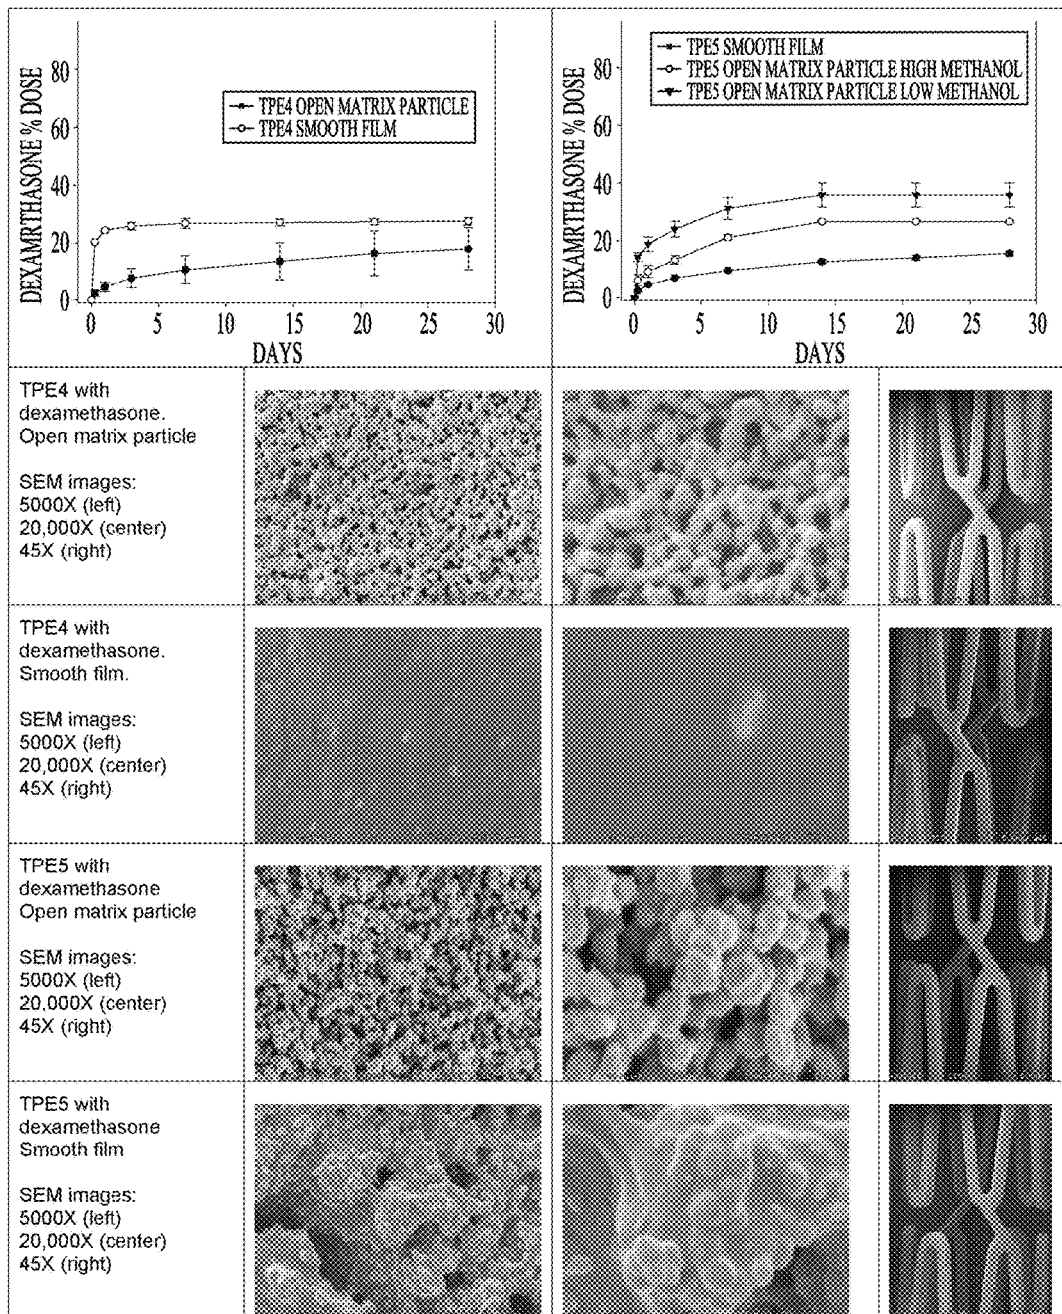 DEXAMRTHASONE % DOSE
80
60
40
20
0
TPE4 OPEN MATRIX PARTICLE
TPE4 SMOOTH FILM
0 5 10 15 20 25 30
DAYS
DEXAMRTHASONE % DOSE
80
60
40
20
0
TPE5 SMOOTH FILM
TPE5 OPEN MATRIX PARTICLE HIGH METHANOL
TPE5 OPEN MATRIX PARTICLE LOW METHANOL
0 5 10 15 20 25 30
DAYS
TPE4 with
dexamethasone.
Open matrix particle
SEM images:
5000X (left)
20,000X (center)
45X (right)
TPE4 with
dexamethasone.
Smooth film.
SEM images:
5000X (left)
20,000X (center)
45X (right)
TPE5 with
dexamethasone
Open matrix particle
SEM images:
5000X (left)
20,000X (center)
45X (right)
TPE5 with
dexamethasone
Smooth film
SEM images:
5000X (left)
20,000X (center)
45X (right)